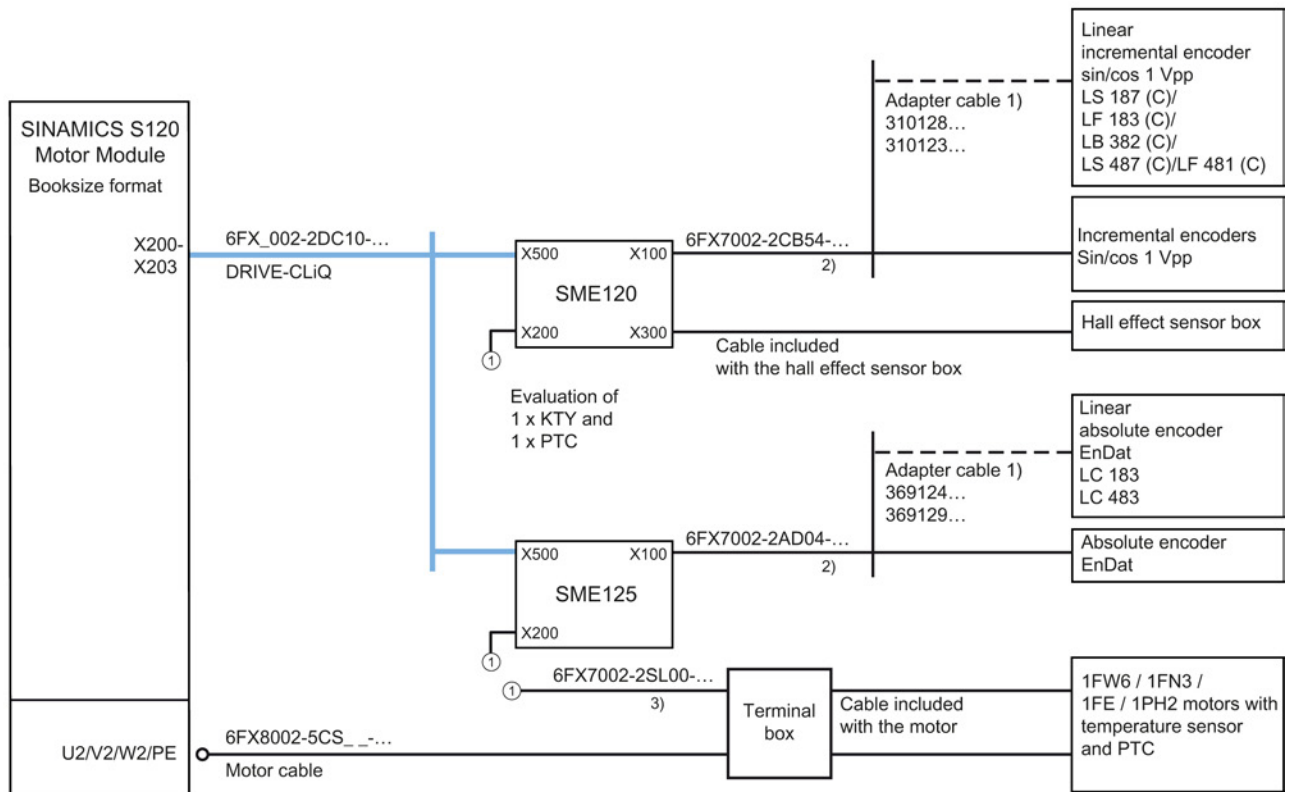 Linear
incremental encoder
sin/cos 1 Vpp
LS 187 (C)/
LF 183 (C)/
LB 382 (C)/
LS 487 (C)/LF 481 (C)
Adapter cable 1)
310128…
310123…
SINAMICS S120
Motor Module
Booksize format
X200-
X203
6FX_002-2DC10-…
DRIVE-CLiQ
X500
X100
SME120
X200
X300
①
6FX7002-2CB54-…
2)
Incremental encoders
Sin/cos 1 Vpp
Hall effect sensor box
Cable included
with the hall effect sensor box
Evaluation of
1 x KTY and
1 x PTC
Linear
absolute encoder
EnDat
LC 183
LC 483
Adapter cable 1)
369124…
369129…
6FX7002-2AD04-…
2)
Absolute encoder
EnDat
X500
X100
SME125
X200
①
①
6FX7002-2SL00-…
3)
Terminal
box
Cable included
with the motor
1FW6 / 1FN3 /
1FE / 1PH2 motors with
temperature sensor
and PTC
U2/V2/W2/PE
6FX8002-5CS_ _-…
Motor cable